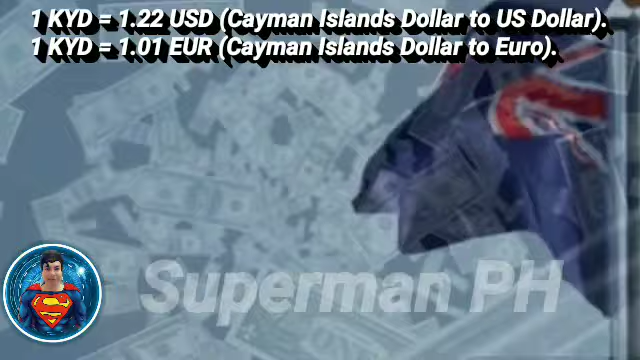 1 KYD = 1.22 USD (Cayman Islands Dollar to US Dollar).
1 KYD = 1.01 EUR (Cayman Islands Dollar to Euro).
Superman PH